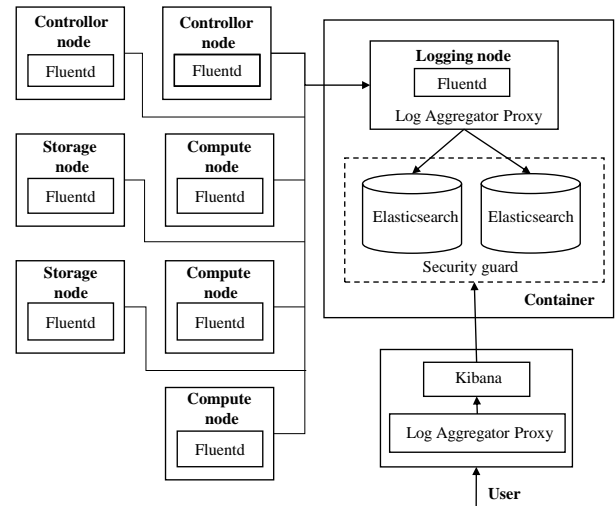 Controllor
node
Fluentd
Controllor
node
Fluentd
Storage
node
Fluentd
Compute
node
Fluentd
Storage
node
Fluentd
Compute
node
Fluentd
Compute
node
Fluentd
Logging node
Fluentd
Log Aggregator Proxy
Elasticsearch
Elasticsearch
Security guard
Container
Kibana
Log Aggregator Proxy
User